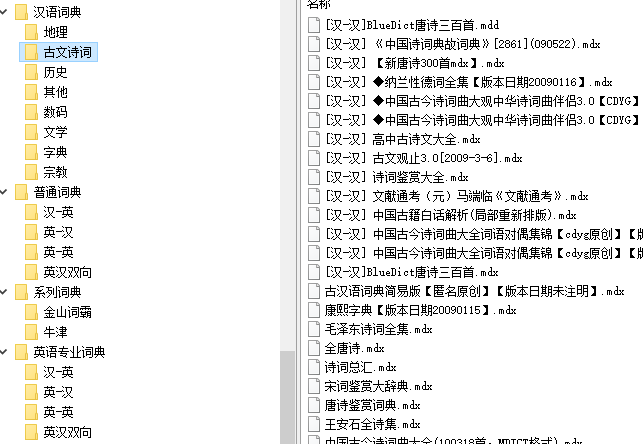 汉语词典
地理
古文诗词
历史
其他
数码
文学
字典
宗教
普通词典
汉-英
英-汉
英-英
英汉双向
系列词典
金山词霸
牛津
英语专业词典
汉-英
英-汉
英-英
英汉双向
名称
[汉-汉]BlueDict唐诗三百首.mdd
[汉-汉] 《中国诗词典故词典》[2861](090522).mdx
[汉-汉] 【新唐诗300首mdx】.mdx
[汉-汉] ◆纳兰性德词全集【版本日期20090116】.mdx
[汉-汉] ◆中国古今诗词曲大观中华诗词曲伴侣3.0【CDYG】
[汉-汉] ◆中国古今诗词曲大观中华诗词曲伴侣3.0【CDYG】
[汉-汉] 高中古诗文大全.mdx
[汉-汉] 古文观止3.0[2009-3-6].mdx
[汉-汉] 诗词鉴赏大全.mdx
[汉-汉] 文献通考（元）马端临《文献通考》.mdx
[汉-汉] 中国古籍白话解析(局部重新排版).mdx
[汉-汉] 中国古今诗词曲大全词语对偶集锦【cdyg原创】【版
[汉-汉] 中国古今诗词曲大全词语对偶集锦【cdyg原创】【版
[汉-汉]BlueDict唐诗三百首.mdx
古汉语词典简易版【匿名原创】【版本日期未注明】.mdx
康熙字典【版本日期20090115】.mdx
毛泽东诗词全集.mdx
全唐诗.mdx
诗词总汇.mdx
宋词鉴赏大辞典.mdx
唐诗鉴赏词典.mdx
王安石全诗集.mdx
中国古今诗词曲大全(100318首，MDICT格式).mdx